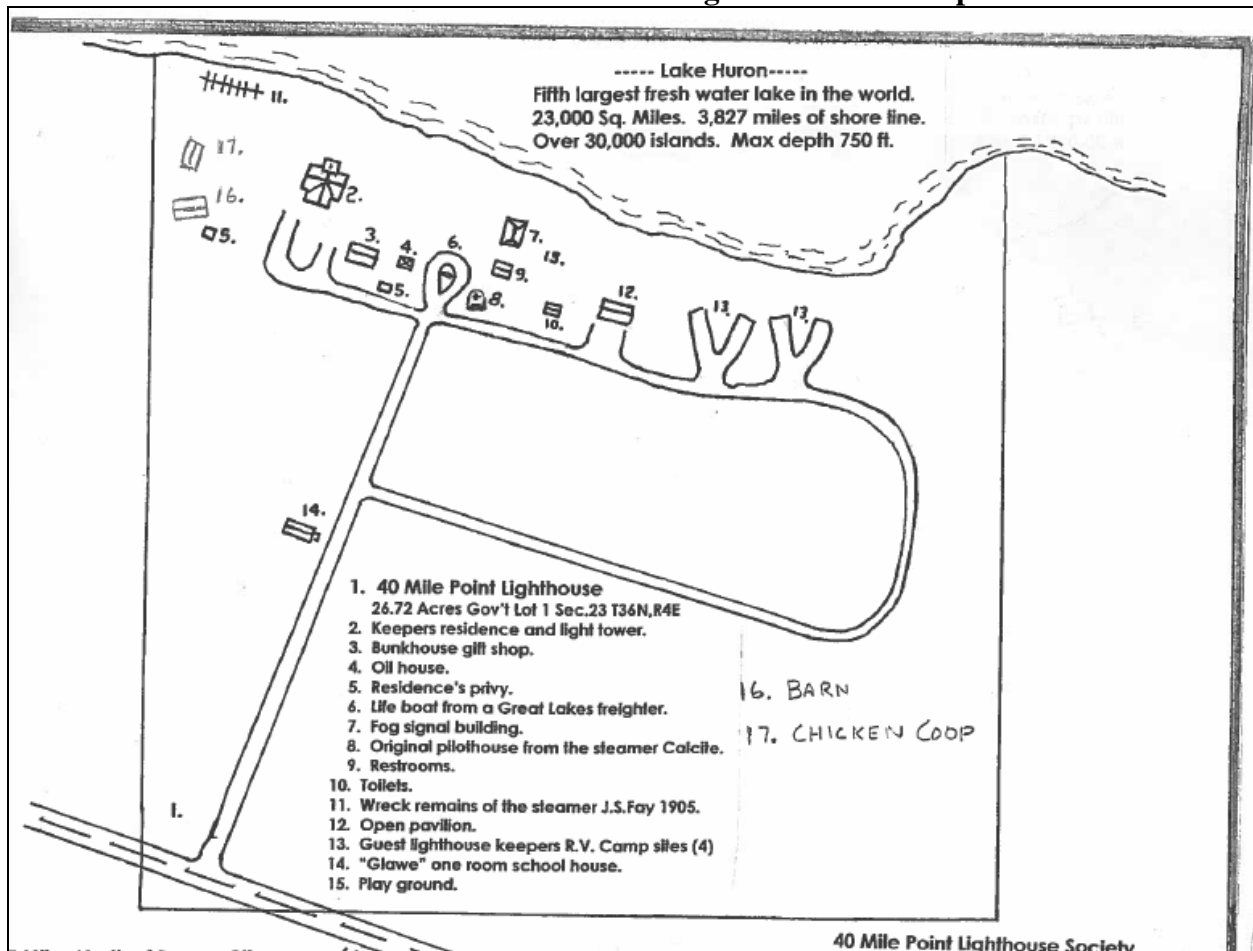 ----- Lake Huron-----
Fifth largest fresh water lake in the world.
23,000 Sq. Miles. 3,827 miles of shore line.
Over 30,000 islands. Max depth 750 ft.
11.
17.
2.
16.
5.
3.
4.
6.
7.
15.
9.
5.
8.
10.
12.
13.
13.
14.
1. 40 Mile Point Lighthouse
26.72 Acres Gov't Lot 1 Sec.23 T36N,R4E
2. Keepers residence and light tower.
3. Bunkhouse gift shop.
4. Oil house.
5. Residence's privy.
6. Life boat from a Great Lakes freighter.
7. Fog signal building.
8. Original pilothouse from the steamer Calcite.
9. Restrooms.
10. Toilets.
11. Wreck remains of the steamer J.S.Fay 1905.
12. Open pavilion.
13. Guest lighthouse keepers R.V. Camp sites (4)
14. "Glawe" one room school house.
15. Play ground.
16. BARN
17. CHICKEN COOP
1.
40 Mile Point Lighthouse Society